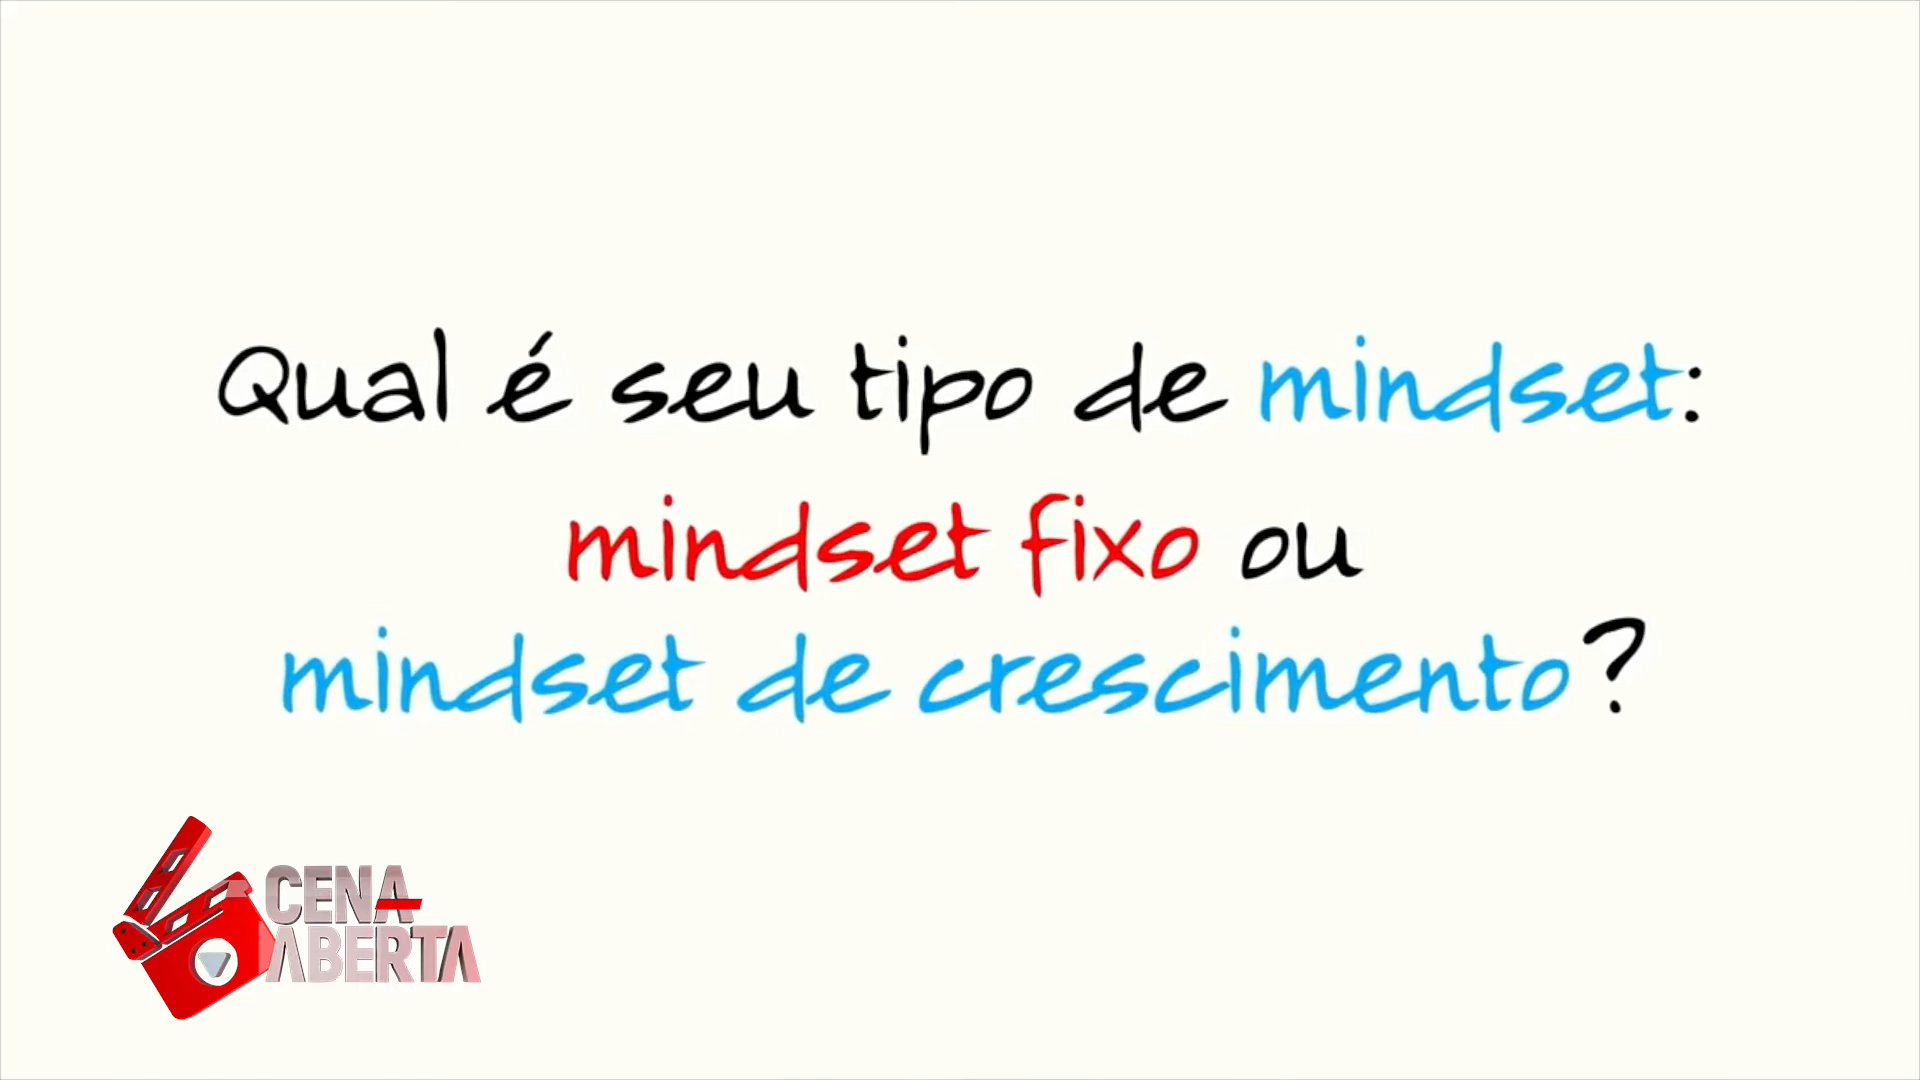 Qual é seu tipo de mindset:
mindset fixo ou
mindset de crescimento?
CENA
ABERTA